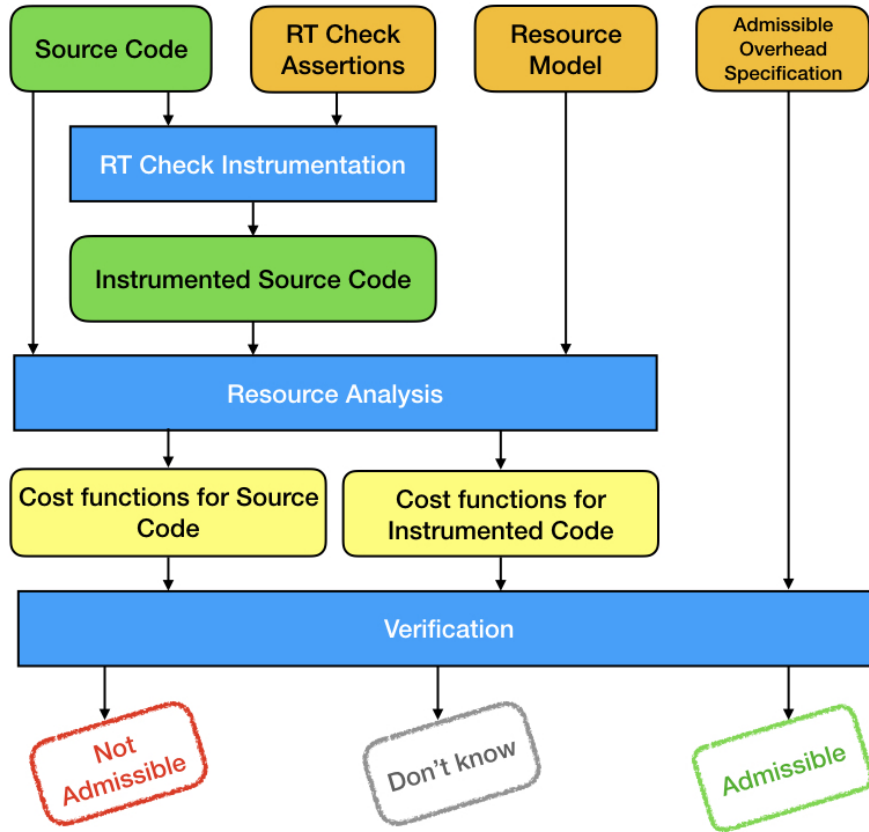 Source Code
RT Check
Assertions
Resource
Model
Admissible
Overhead
Specification
RT Check Instrumentation
Instrumented Source Code
Resource Analysis
Cost functions for Source
Code
Cost functions for
Instrumented Code
Verification
Not
Admissible
Don't know
Admissible